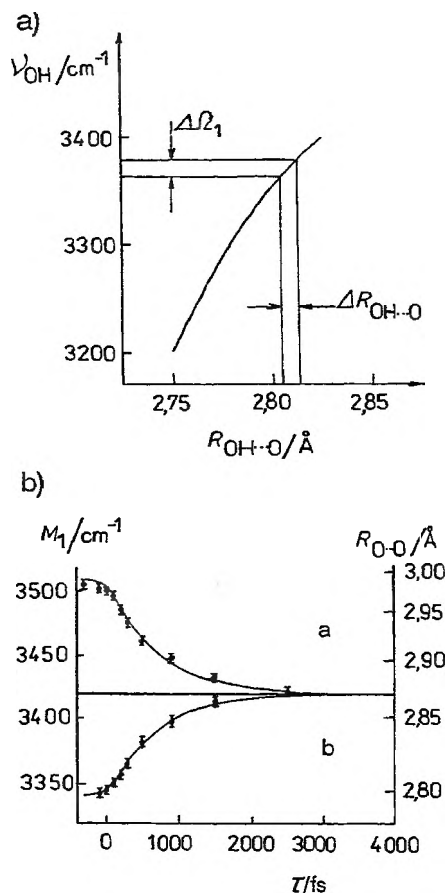 a)
ν_OH/cm⁻¹
ΔΩ₁
3400
3300
3200
ΔR_OH···O
2,75 2,80 2,85
R_OH···O/Å
b)
M₁/cm⁻¹ R_O···O/Å
3500 3,00
2,95
a
3450 2,90
3420 2,85
b
3350 2,80
0 1000 2000 3000 4000
τ/fs